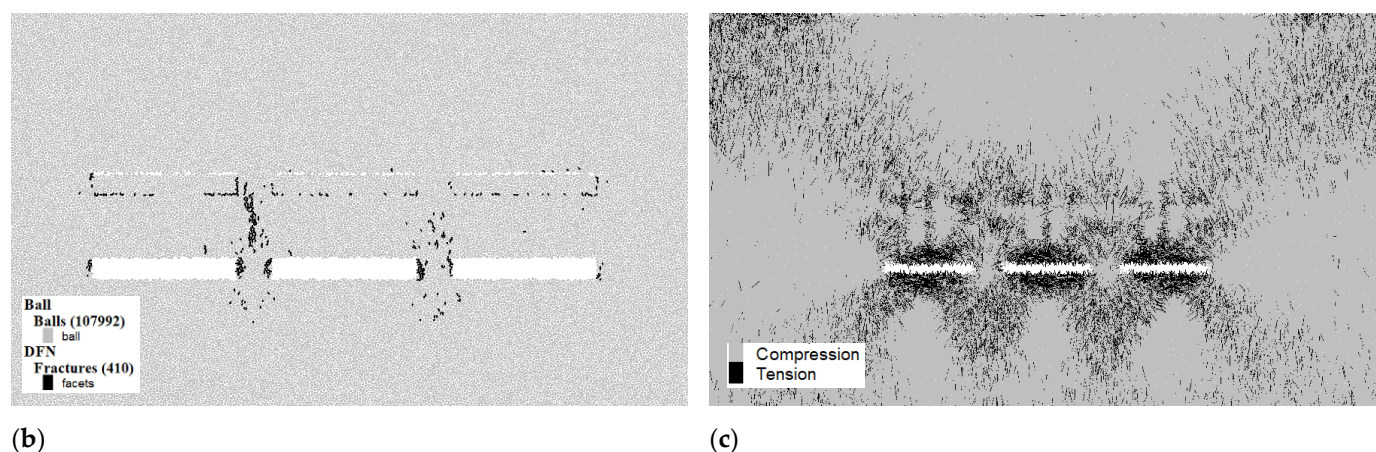 Ball
Balls (107992)
ball
DFN
Fractures (410)
facets
Compression
Tension
(b)
(c)